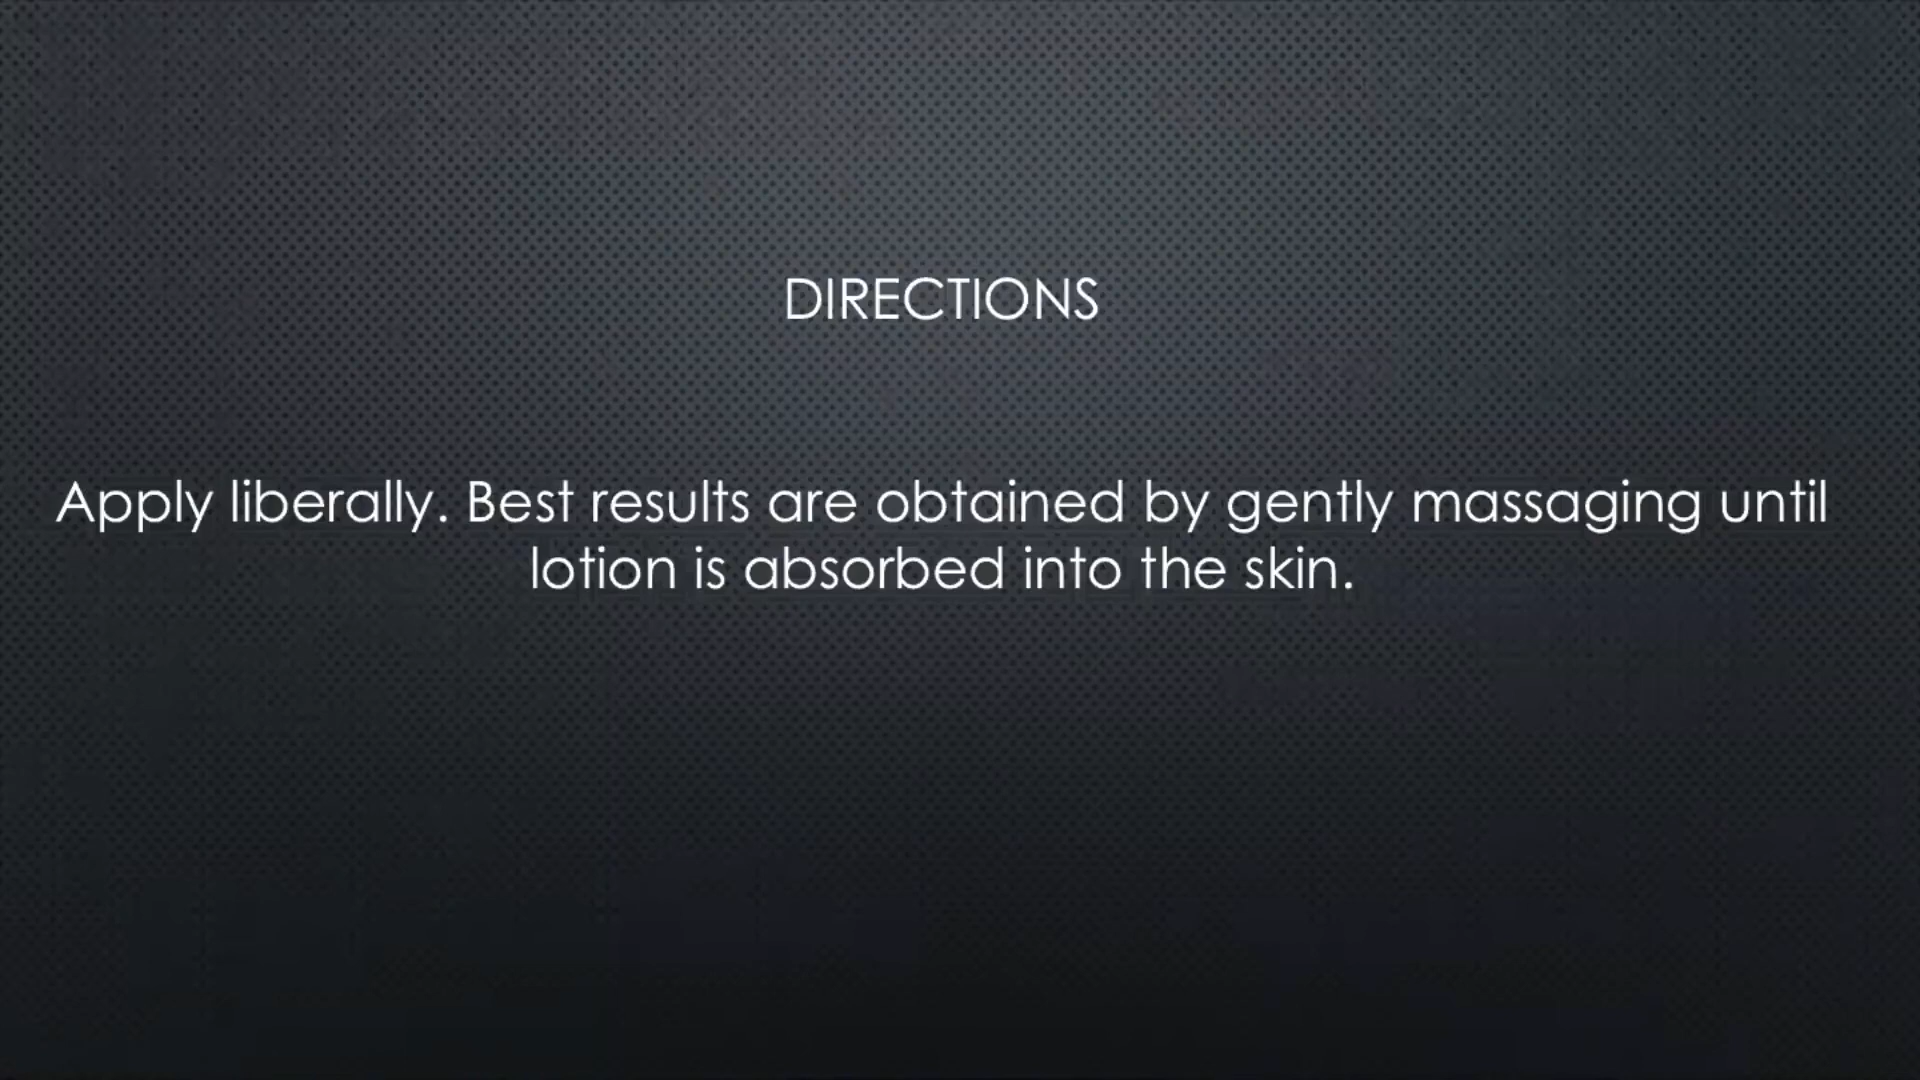 DIRECTIONS
Apply liberally. Best results are obtained by gently massaging until
lotion is absorbed into the skin.